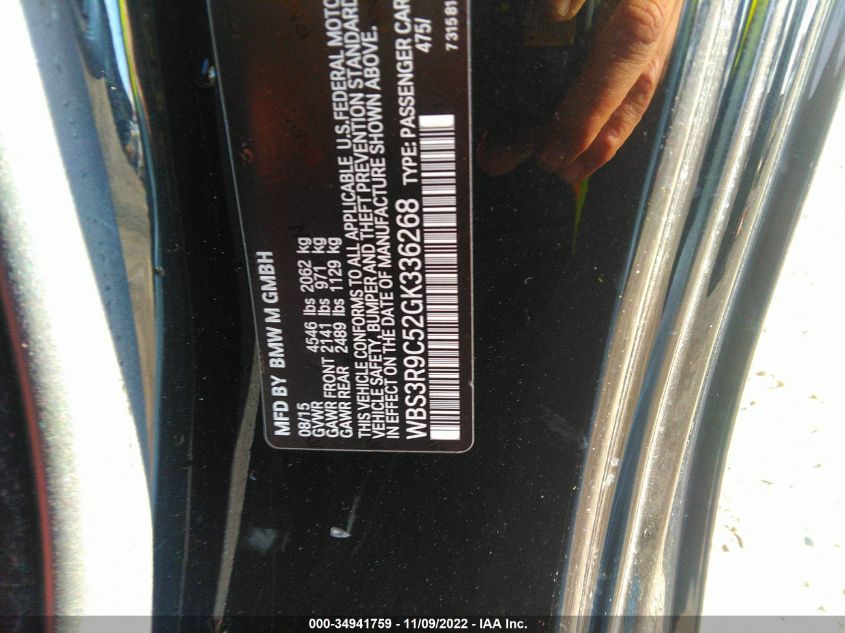 MFD BY BMW M GMBH
08/15
GVWR 4546 lbs 2062 kg
GAWR FRONT 2141 lbs 971 kg
GAWR REAR 2489 lbs 1129 kg
THIS VEHICLE CONFORMS TO ALL APPLICABLE U.S.FEDERAL MOTO
VEHICLE SAFETY, BUMPER AND THEFT PREVENTION STANDARD
IN EFFECT ON THE DATE OF MANUFACTURE SHOWN ABOVE.
WBS3R9C52GK336268 TYPE: PASSENGER CAR
475/
731581
000-34941759 - 11/09/2022 - IAA Inc.